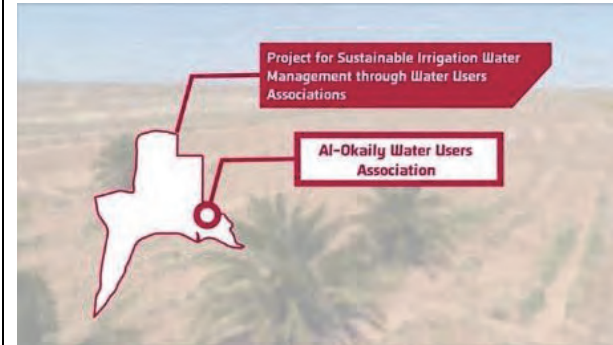 Project for Sustainable Irrigation Water
Management through Water Users
Associations
Al-Okaily Water Users
Association